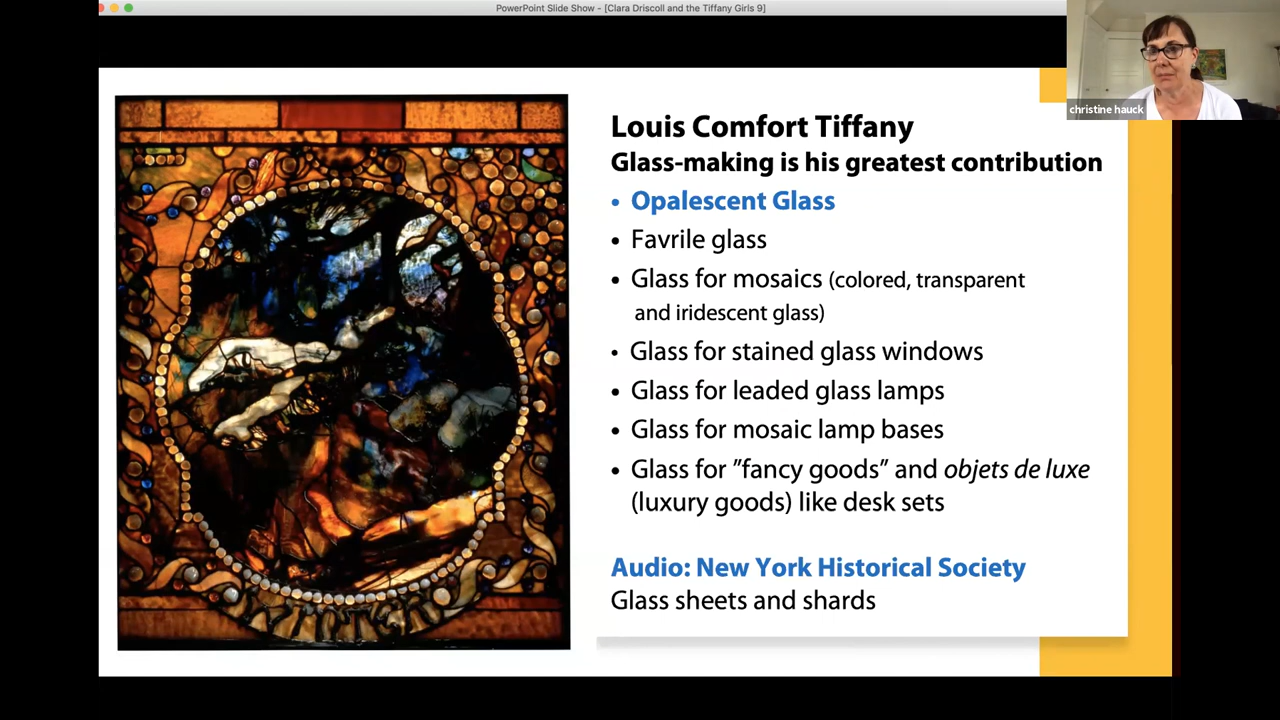 PowerPoint Slide Show - [Clara Driscoll and the Tiffany Girls 9]
christine hauck
Louis Comfort Tiffany
Glass-making is his greatest contribution
• Opalescent Glass
• Favrile glass
• Glass for mosaics (colored, transparent
and iridescent glass)
• Glass for stained glass windows
• Glass for leaded glass lamps
• Glass for mosaic lamp bases
• Glass for ”fancy goods” and objets de luxe
(luxury goods) like desk sets
Audio: New York Historical Society
Glass sheets and shards
WINTER